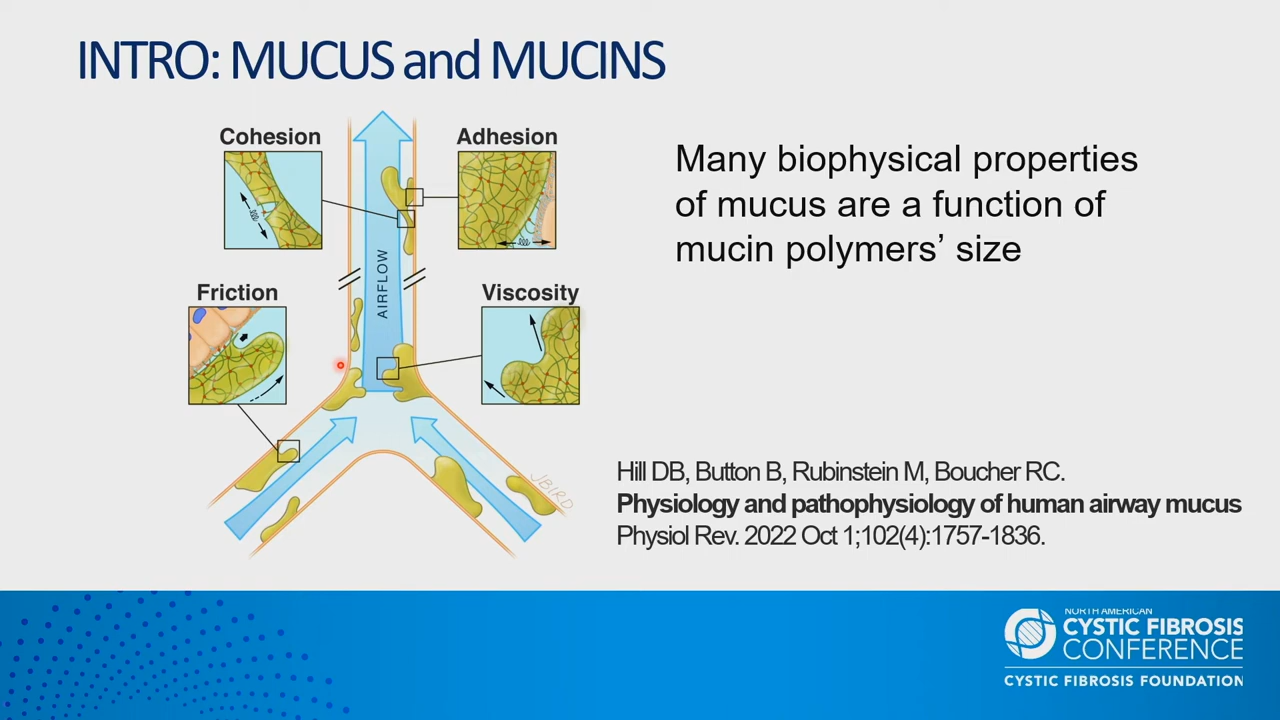 INTRO: MUCUS and MUCINS
Cohesion
Adhesion
Friction
Viscosity
AIRFLOW
JBIRD
Many biophysical properties
of mucus are a function of
mucin polymers’ size
Hill DB, Button B, Rubinstein M, Boucher RC.
Physiology and pathophysiology of human airway mucus
Physiol Rev. 2022 Oct 1;102(4):1757-1836.
NORTH AMERICAN
CYSTIC FIBROSIS
CONFERENCE
CYSTIC FIBROSIS FOUNDATION